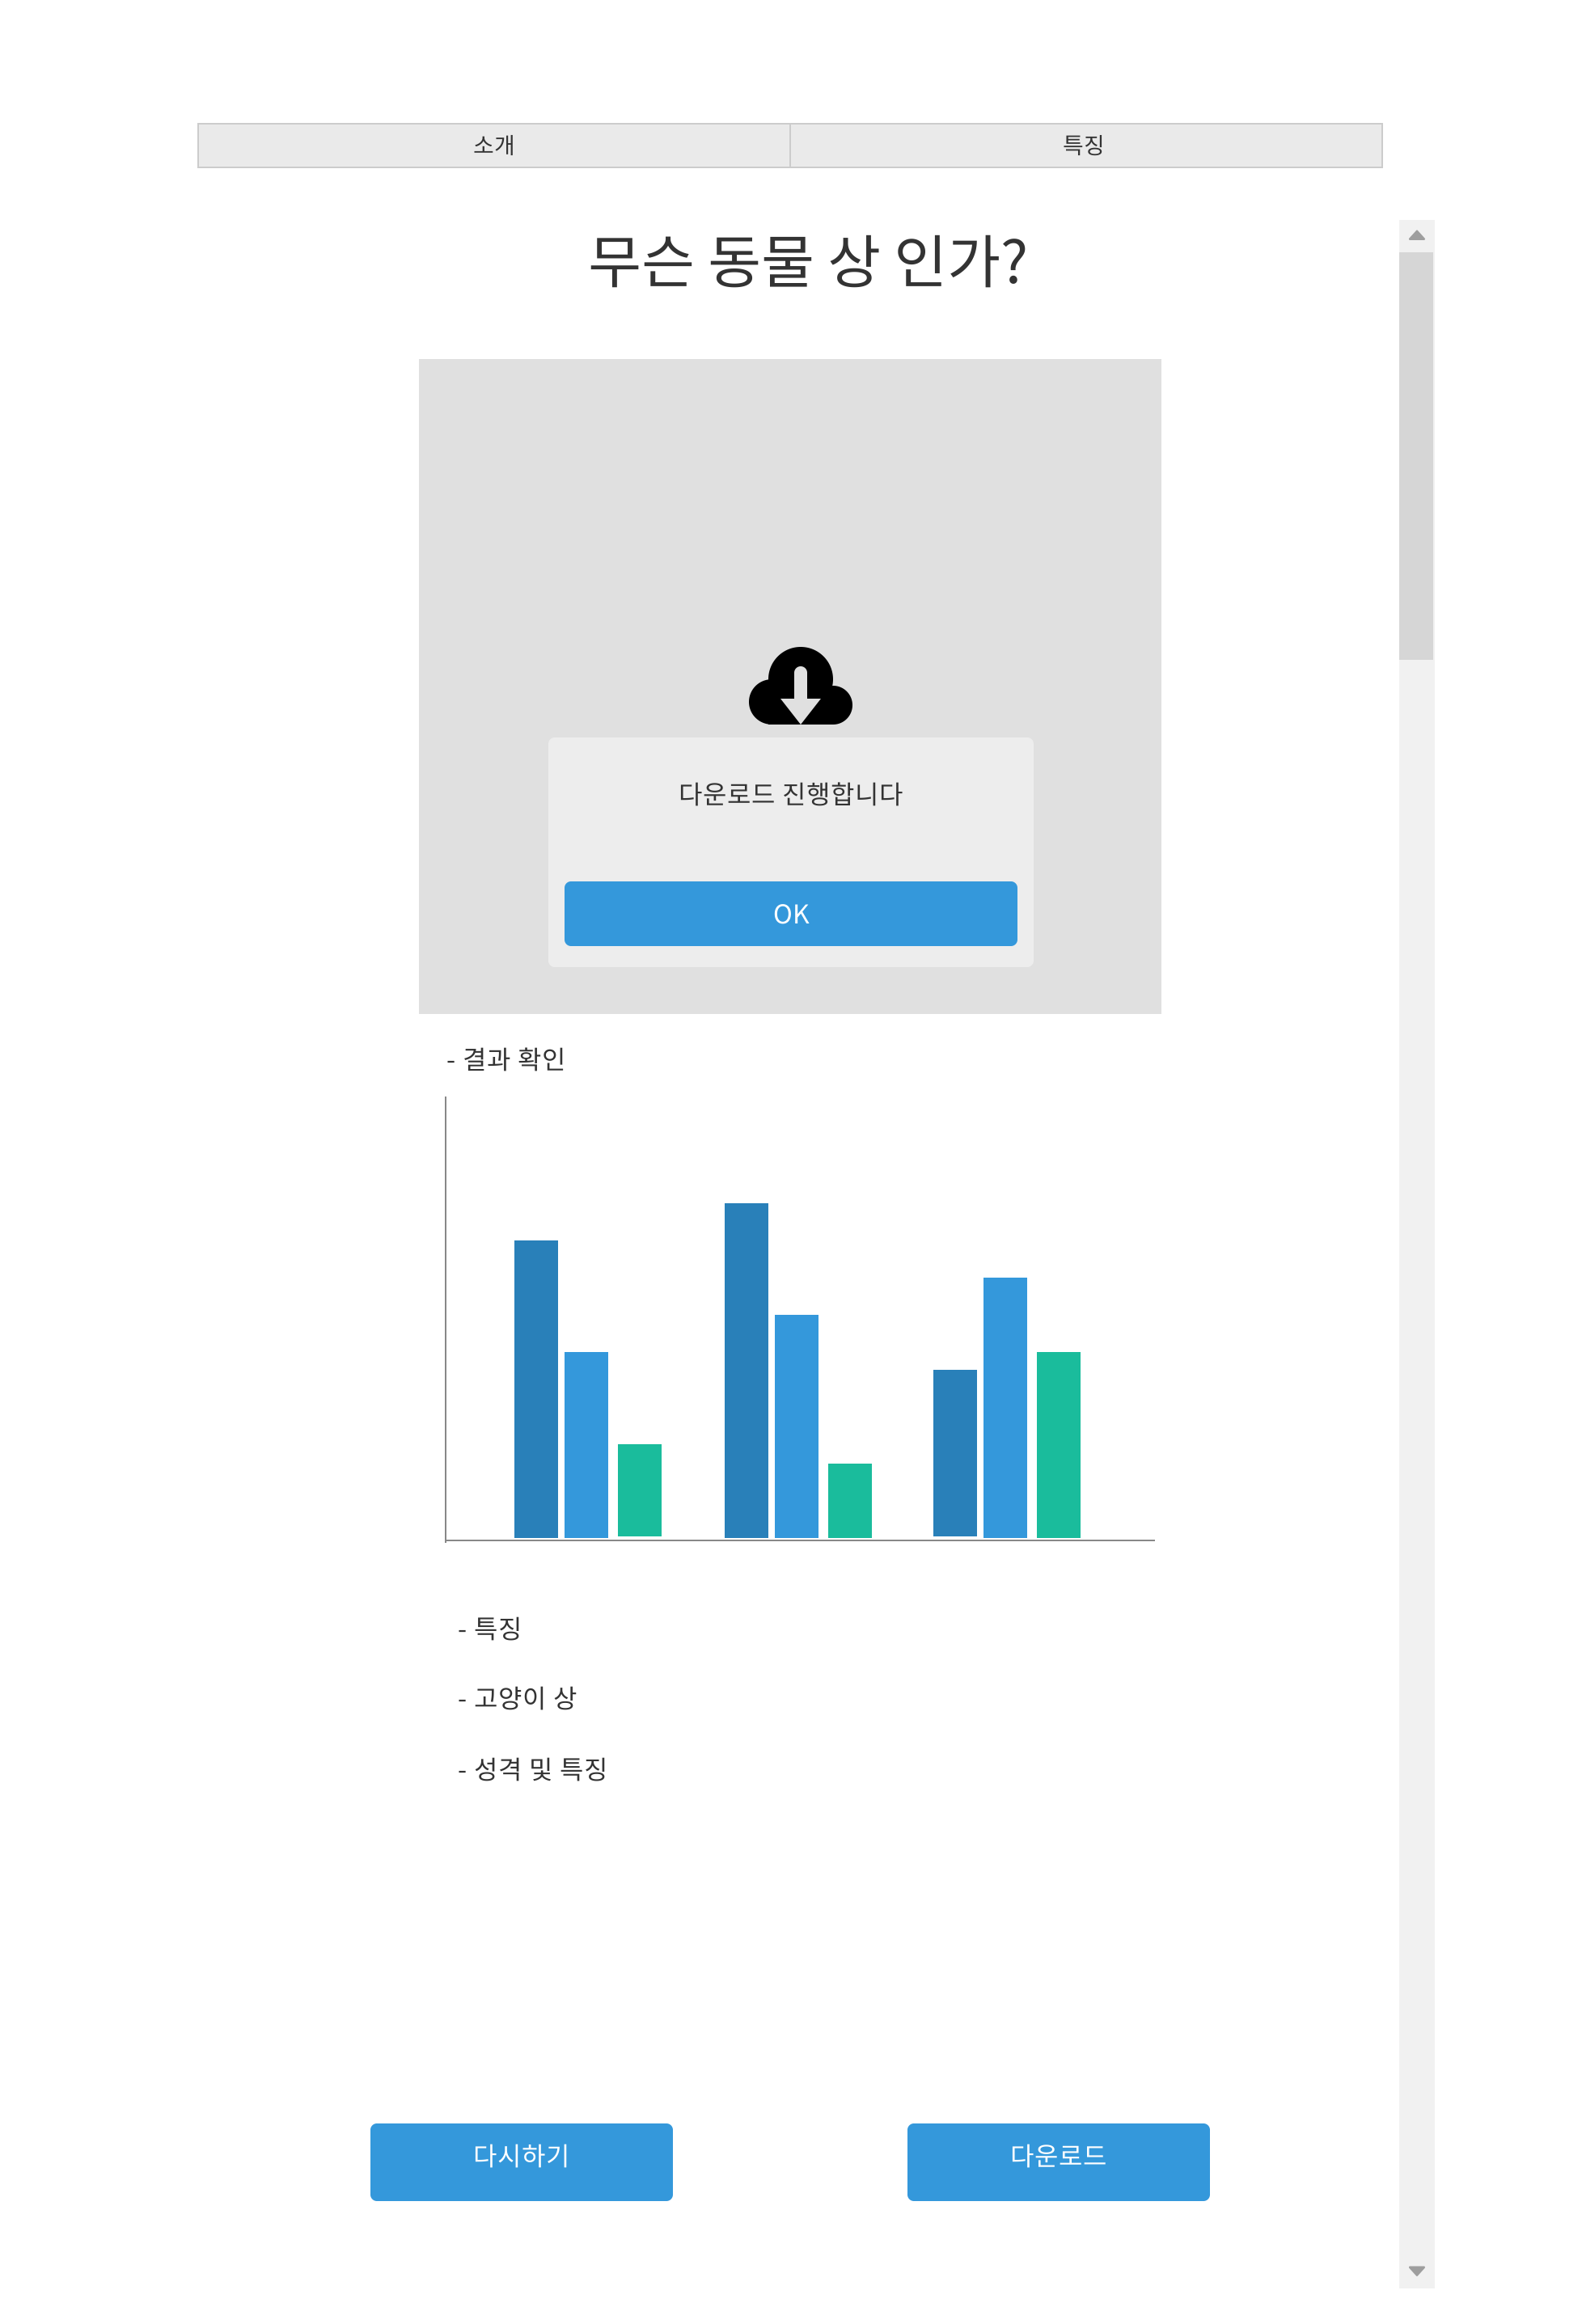 소개
특징
무슨 동물 상 인가?
다운로드 진행합니다
OK
- 결과 확인
- 특징
- 고양이 상
- 성격 및 특징
다시하기
다운로드